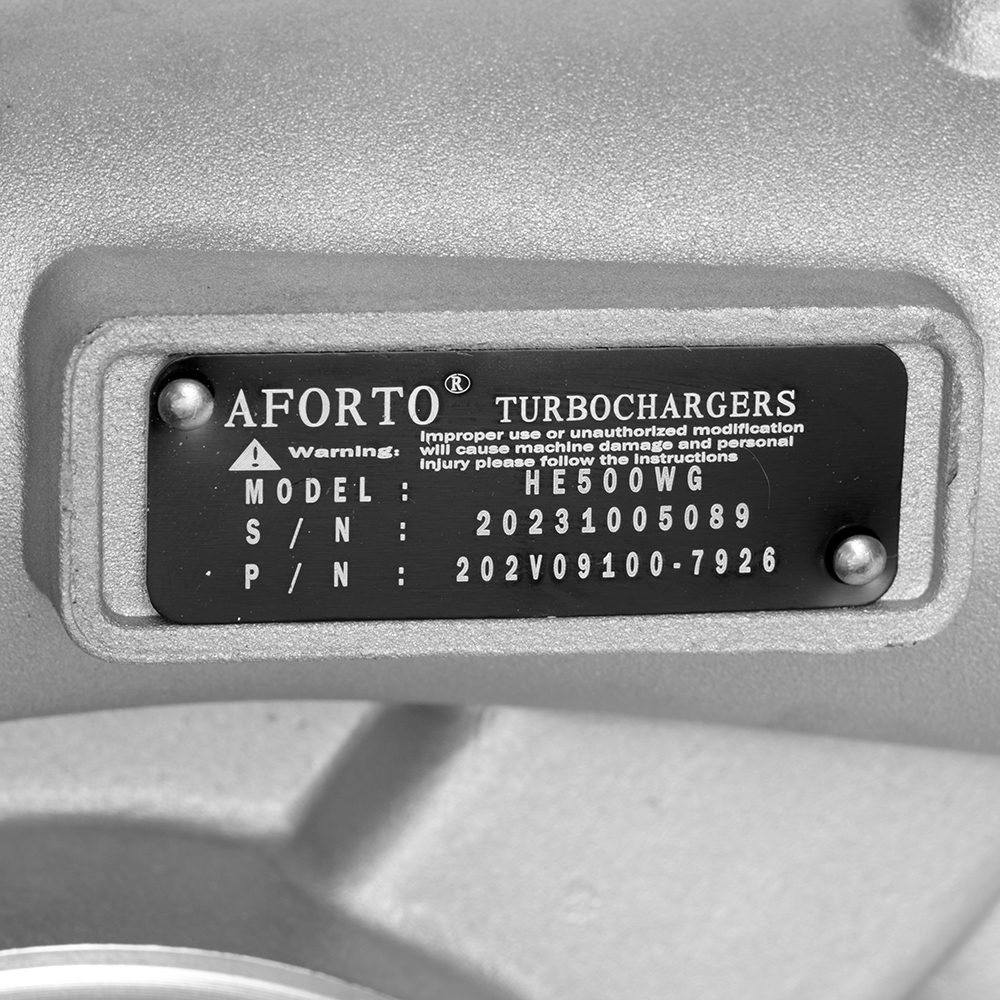 AFORTO® TURBOCHARGERS
Warning: Improper use or unauthorized modification
will cause machine damage and personal
injury please follow the instructions
MODEL : HE500WG
S/N : 20231005089
P/N : 202V09100-7926